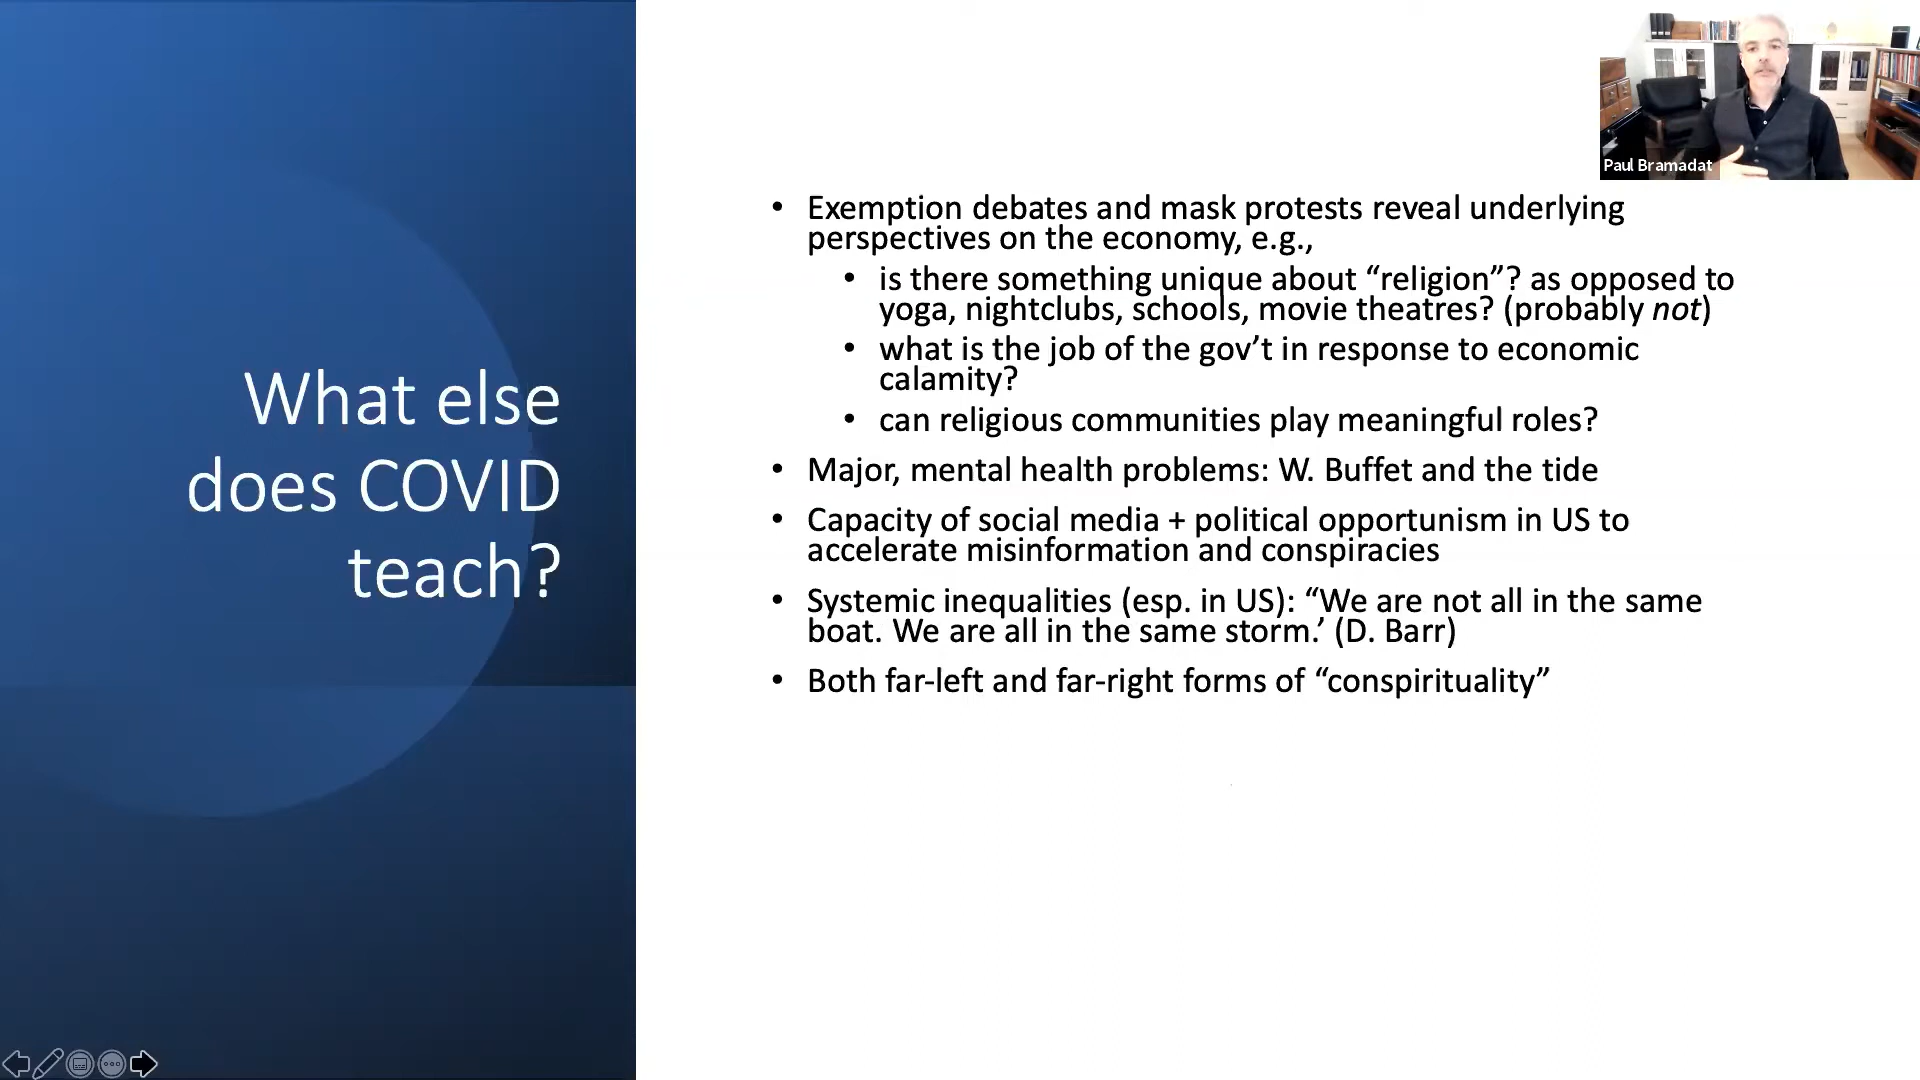 What else
does COVID
teach?
Paul Bramadat
• Exemption debates and mask protests reveal underlying
perspectives on the economy, e.g.,
• is there something unique about “religion”? as opposed to
yoga, nightclubs, schools, movie theatres? (probably not)
• what is the job of the gov’t in response to economic
calamity?
• can religious communities play meaningful roles?
• Major, mental health problems: W. Buffet and the tide
• Capacity of social media + political opportunism in US to
accelerate misinformation and conspiracies
• Systemic inequalities (esp. in US): “We are not all in the same
boat. We are all in the same storm.’ (D. Barr)
• Both far-left and far-right forms of “conspirituality”